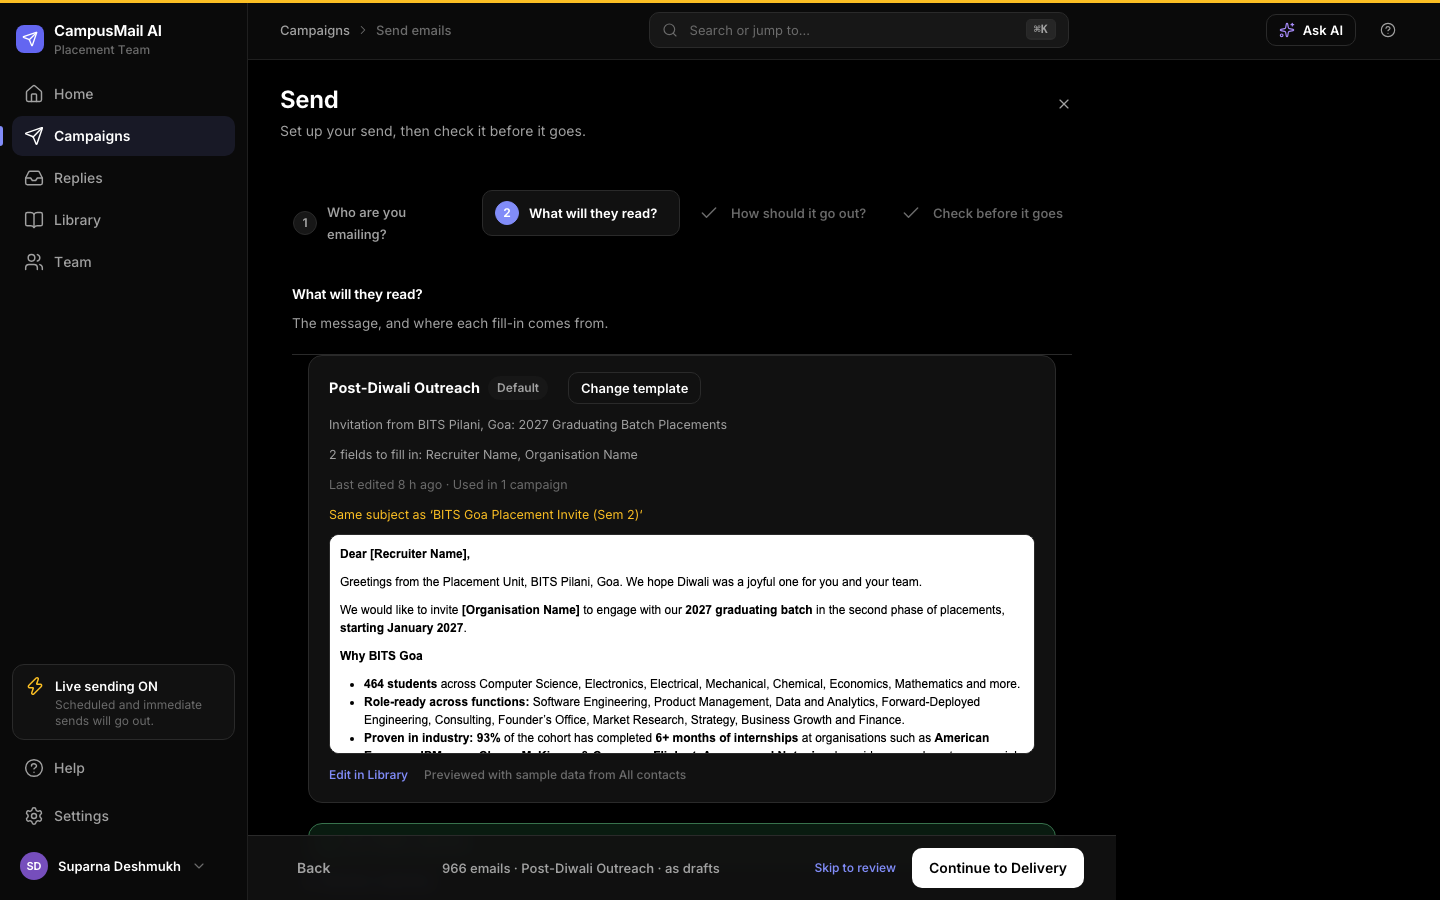 CampusMail AI
Placement Team
Home
Campaigns
Replies
Library
Team
Live sending ON
Scheduled and immediate
sends will go out.
Help
Settings
SD
Suparna Deshmukh
Campaigns
Send emails
Search or jump to...
⌘K
Ask AI
Send
Set up your send, then check it before it goes.
1
Who are you
emailing?
2
What will they read?
How should it go out?
Check before it goes
What will they read?
The message, and where each fill-in comes from.
Post-Diwali Outreach
Default
Change template
Invitation from BITS Pilani, Goa: 2027 Graduating Batch Placements
2 fields to fill in: Recruiter Name, Organisation Name
Last edited 8 h ago · Used in 1 campaign
Same subject as ‘BITS Goa Placement Invite (Sem 2)’
Dear [Recruiter Name],
Greetings from the Placement Unit, BITS Pilani, Goa. We hope Diwali was a joyful one for you and your team.
We would like to invite [Organisation Name] to engage with our 2027 graduating batch in the second phase of placements,
starting January 2027.
Why BITS Goa
• 464 students across Computer Science, Electronics, Electrical, Mechanical, Chemical, Economics, Mathematics and more.
• Role-ready across functions: Software Engineering, Product Management, Data and Analytics, Forward-Deployed
Engineering, Consulting, Founder’s Office, Market Research, Strategy, Business Growth and Finance.
• Proven in industry: 93% of the cohort has completed 6+ months of internships at organisations such as American
Edit in Library
Previewed with sample data from All contacts
Back
966 emails · Post-Diwali Outreach · as drafts
Skip to review
Continue to Delivery